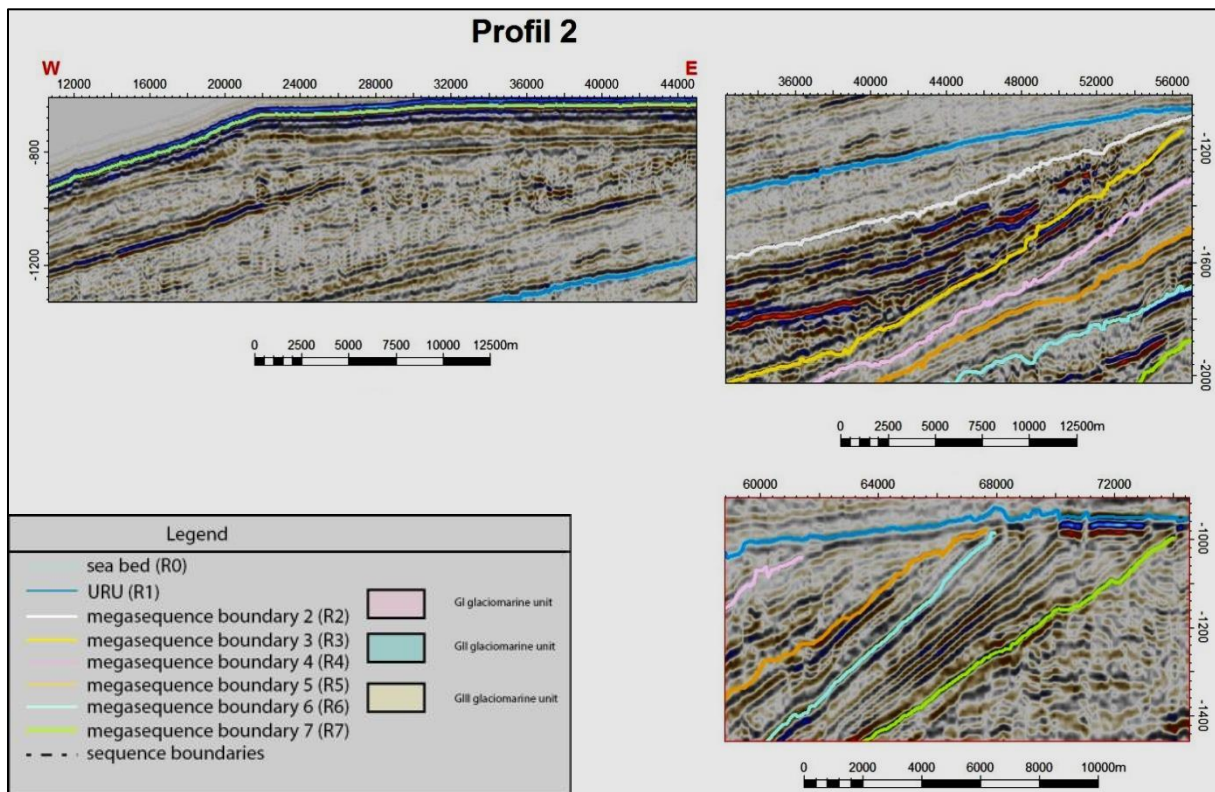 Profil 2
W E
12000 16000 20000 24000 28000 32000 36000 40000 44000
-800
-1200
0 2500 5000 7500 10000 12500m
36000 40000 44000 48000 52000 56000
-1200
-1600
-2000
0 2500 5000 7500 10000 12500m
60000 64000 68000 72000
-1000
-1200
-1400
0 2000 4000 6000 8000 10000m
Legend
sea bed (R0)
URU (R1)
megasequence boundary 2 (R2)
megasequence boundary 3 (R3)
megasequence boundary 4 (R4)
megasequence boundary 5 (R5)
megasequence boundary 6 (R6)
megasequence boundary 7 (R7)
sequence boundaries
GI glaciomarine unit
GII glaciomarine unit
GIII glaciomarine unit